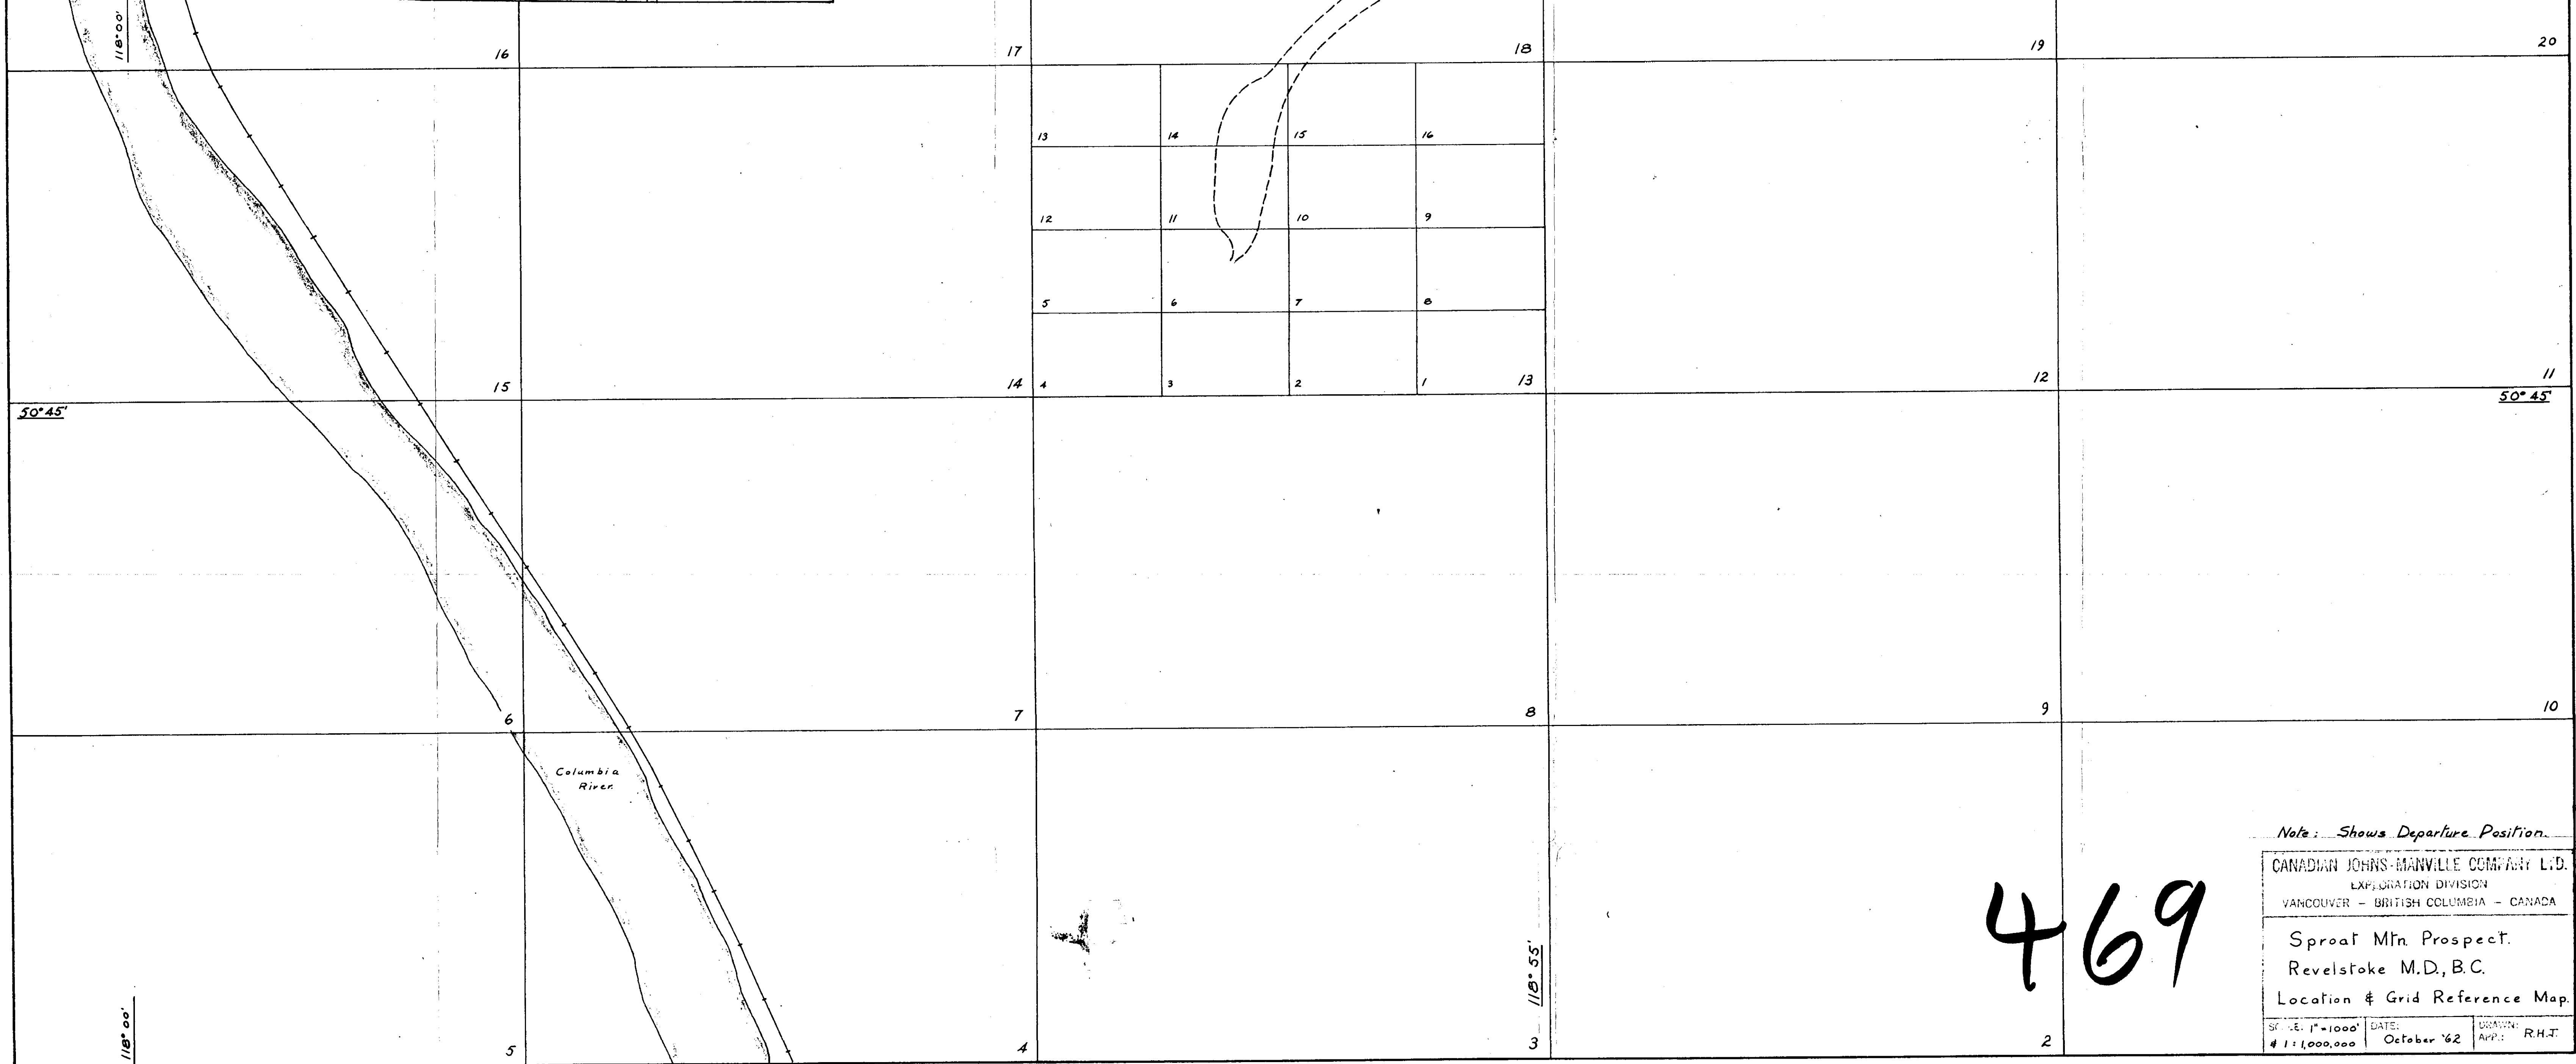 118°00'
16 17 18 19 20
13 14 15 16
12 11 10 9
5 6 7 8
15 14 4 3 2 1 13 12 11
50°45' 50°45'
6 7 8 9 10
Columbia
River.
Note: Shows Departure Position.
CANADIAN JOHNS-MANVILLE COMPANY LTD.
EXPLORATION DIVISION
VANCOUVER – BRITISH COLUMBIA – CANADA
469
Sproat Mtn. Prospect.
Revelstoke M.D., B.C.
Location & Grid Reference Map.
118°55'
118°00'
SCALE: 1"=1000' DATE: DRAWN:
& 1:1,000,000 October '62 APP.: R.H.T.
5 4 3 2